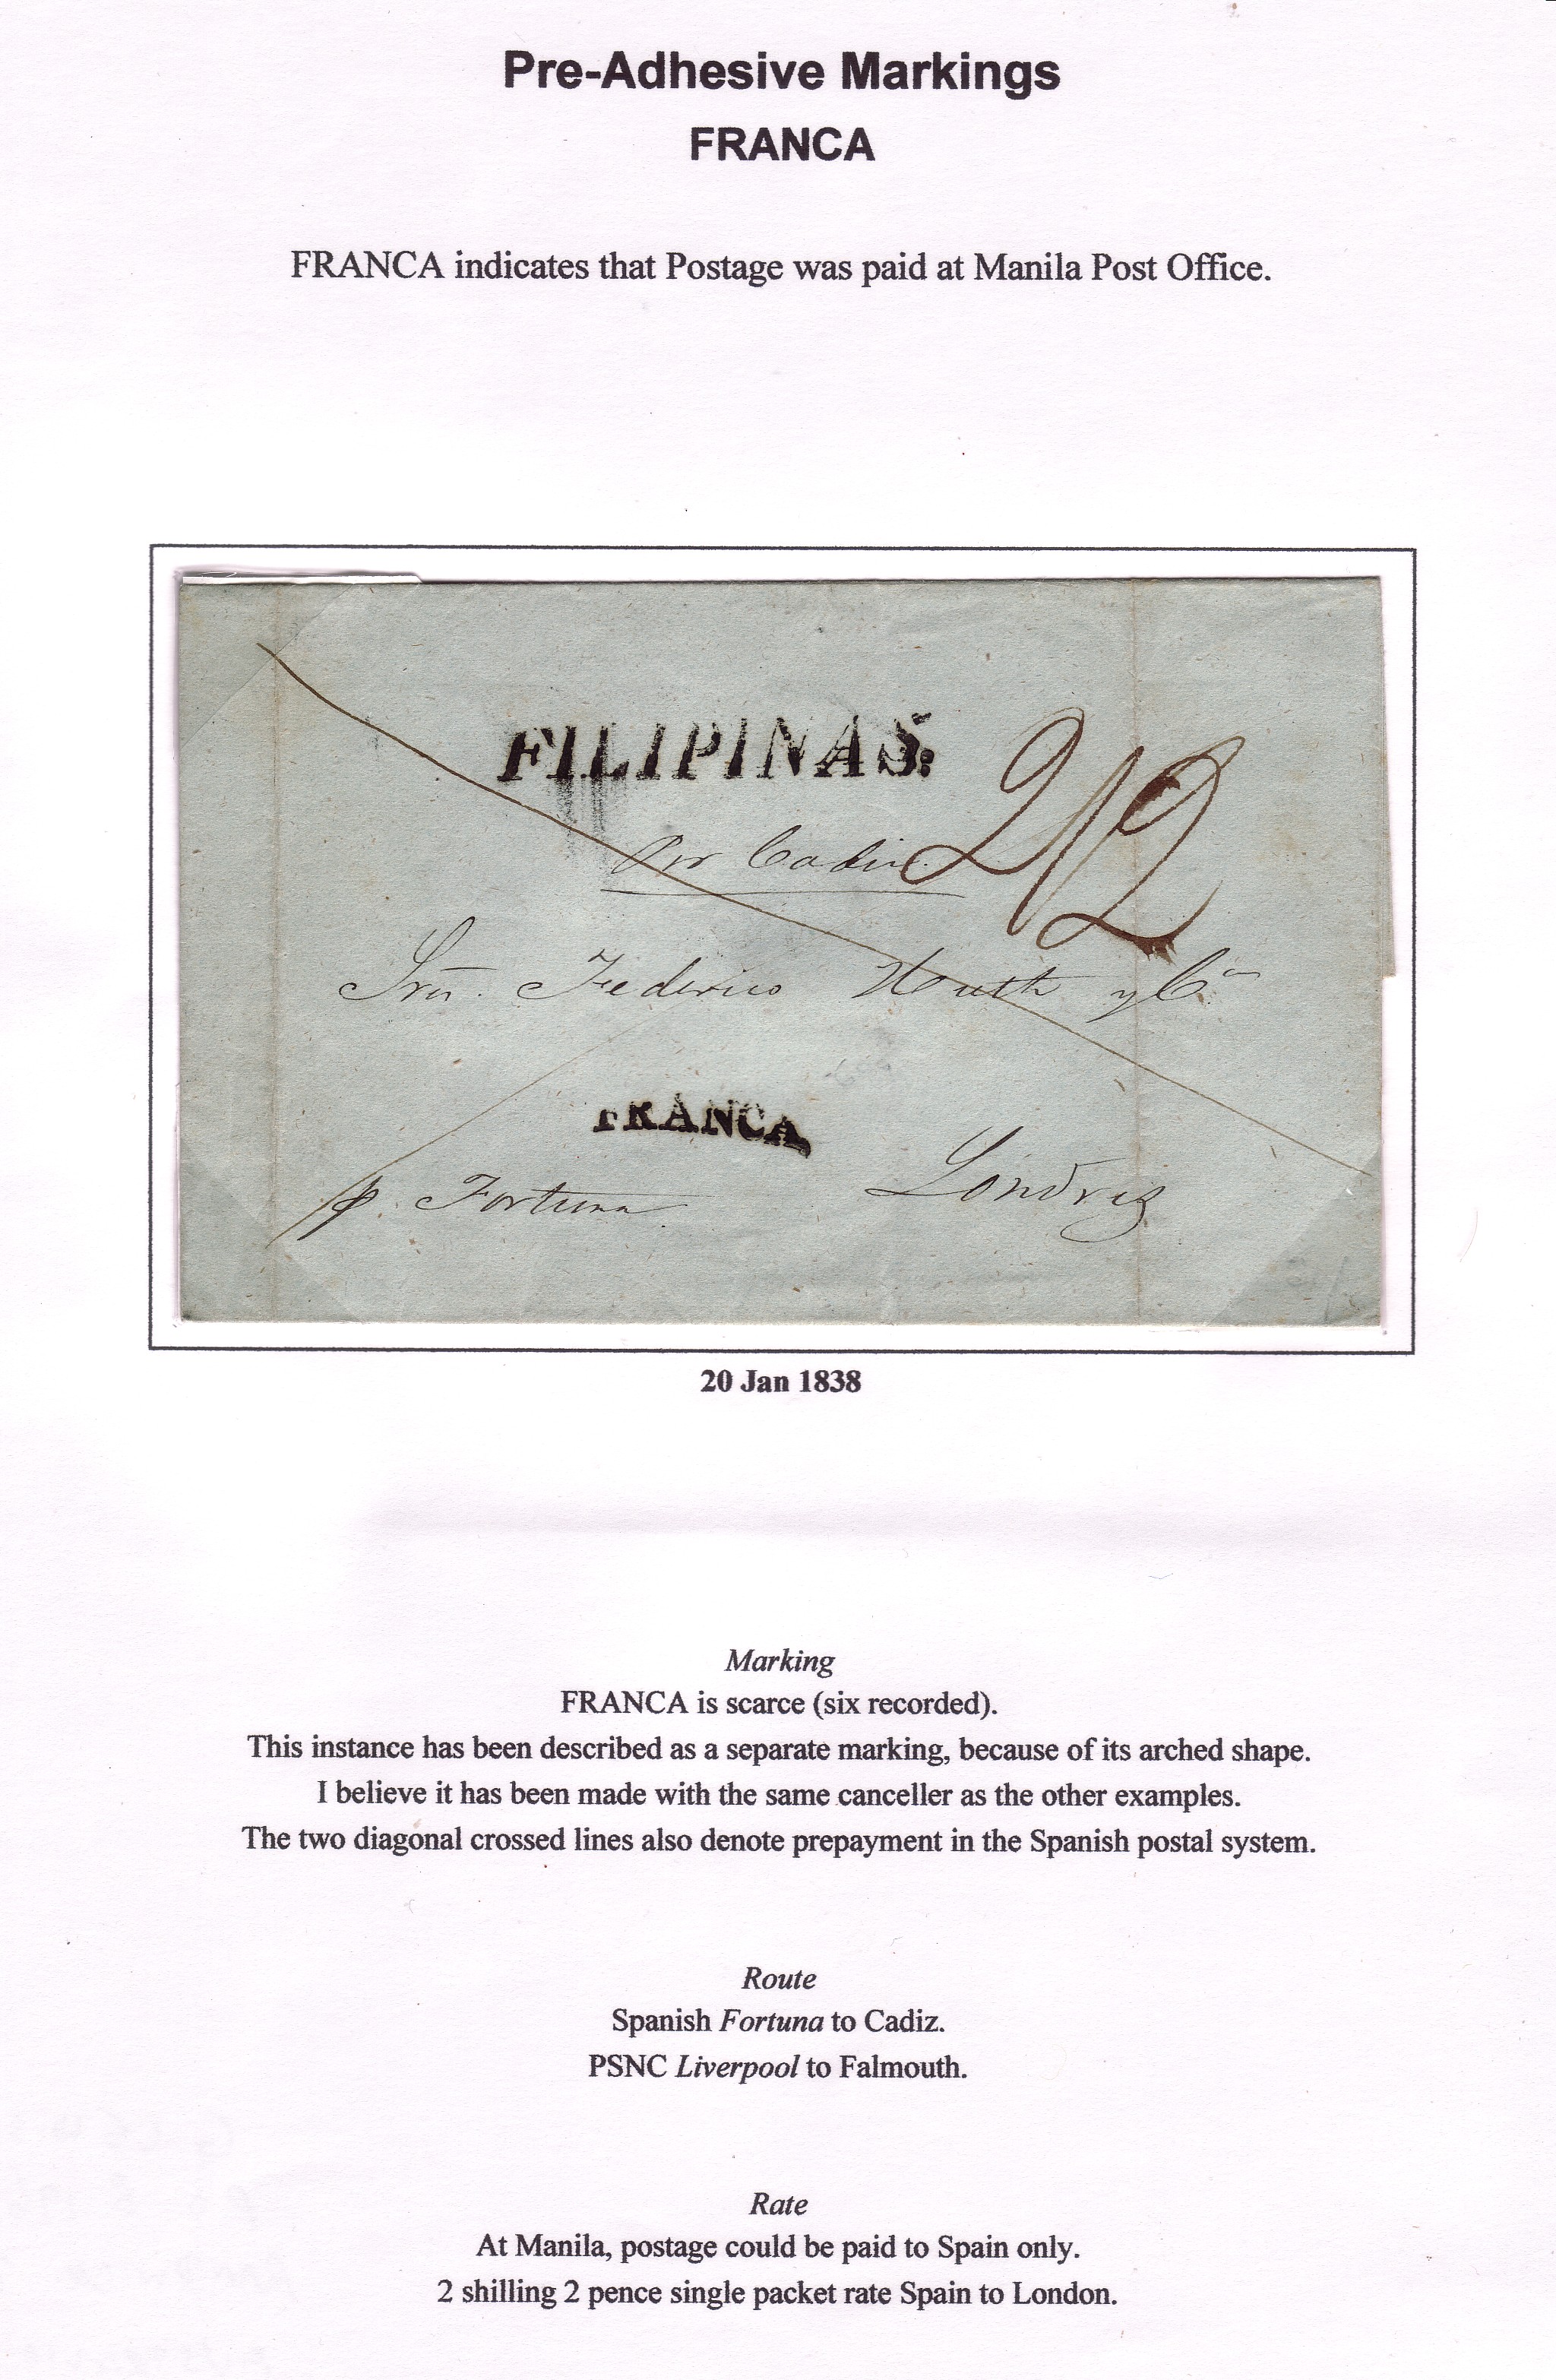 Pre-Adhesive Markings
FRANCA
FRANCA indicates that Postage was paid at Manila Post Office.
FILIPINAS:
2/2
Por Cadiz
Sres. Federico Huth y Ca
FRANCA
p. Fortuna
Londres
20 Jan 1838
Marking
FRANCA is scarce (six recorded).
This instance has been described as a separate marking, because of its arched shape.
I believe it has been made with the same canceller as the other examples.
The two diagonal crossed lines also denote prepayment in the Spanish postal system.
Route
Spanish Fortuna to Cadiz.
PSNC Liverpool to Falmouth.
Rate
At Manila, postage could be paid to Spain only.
2 shilling 2 pence single packet rate Spain to London.